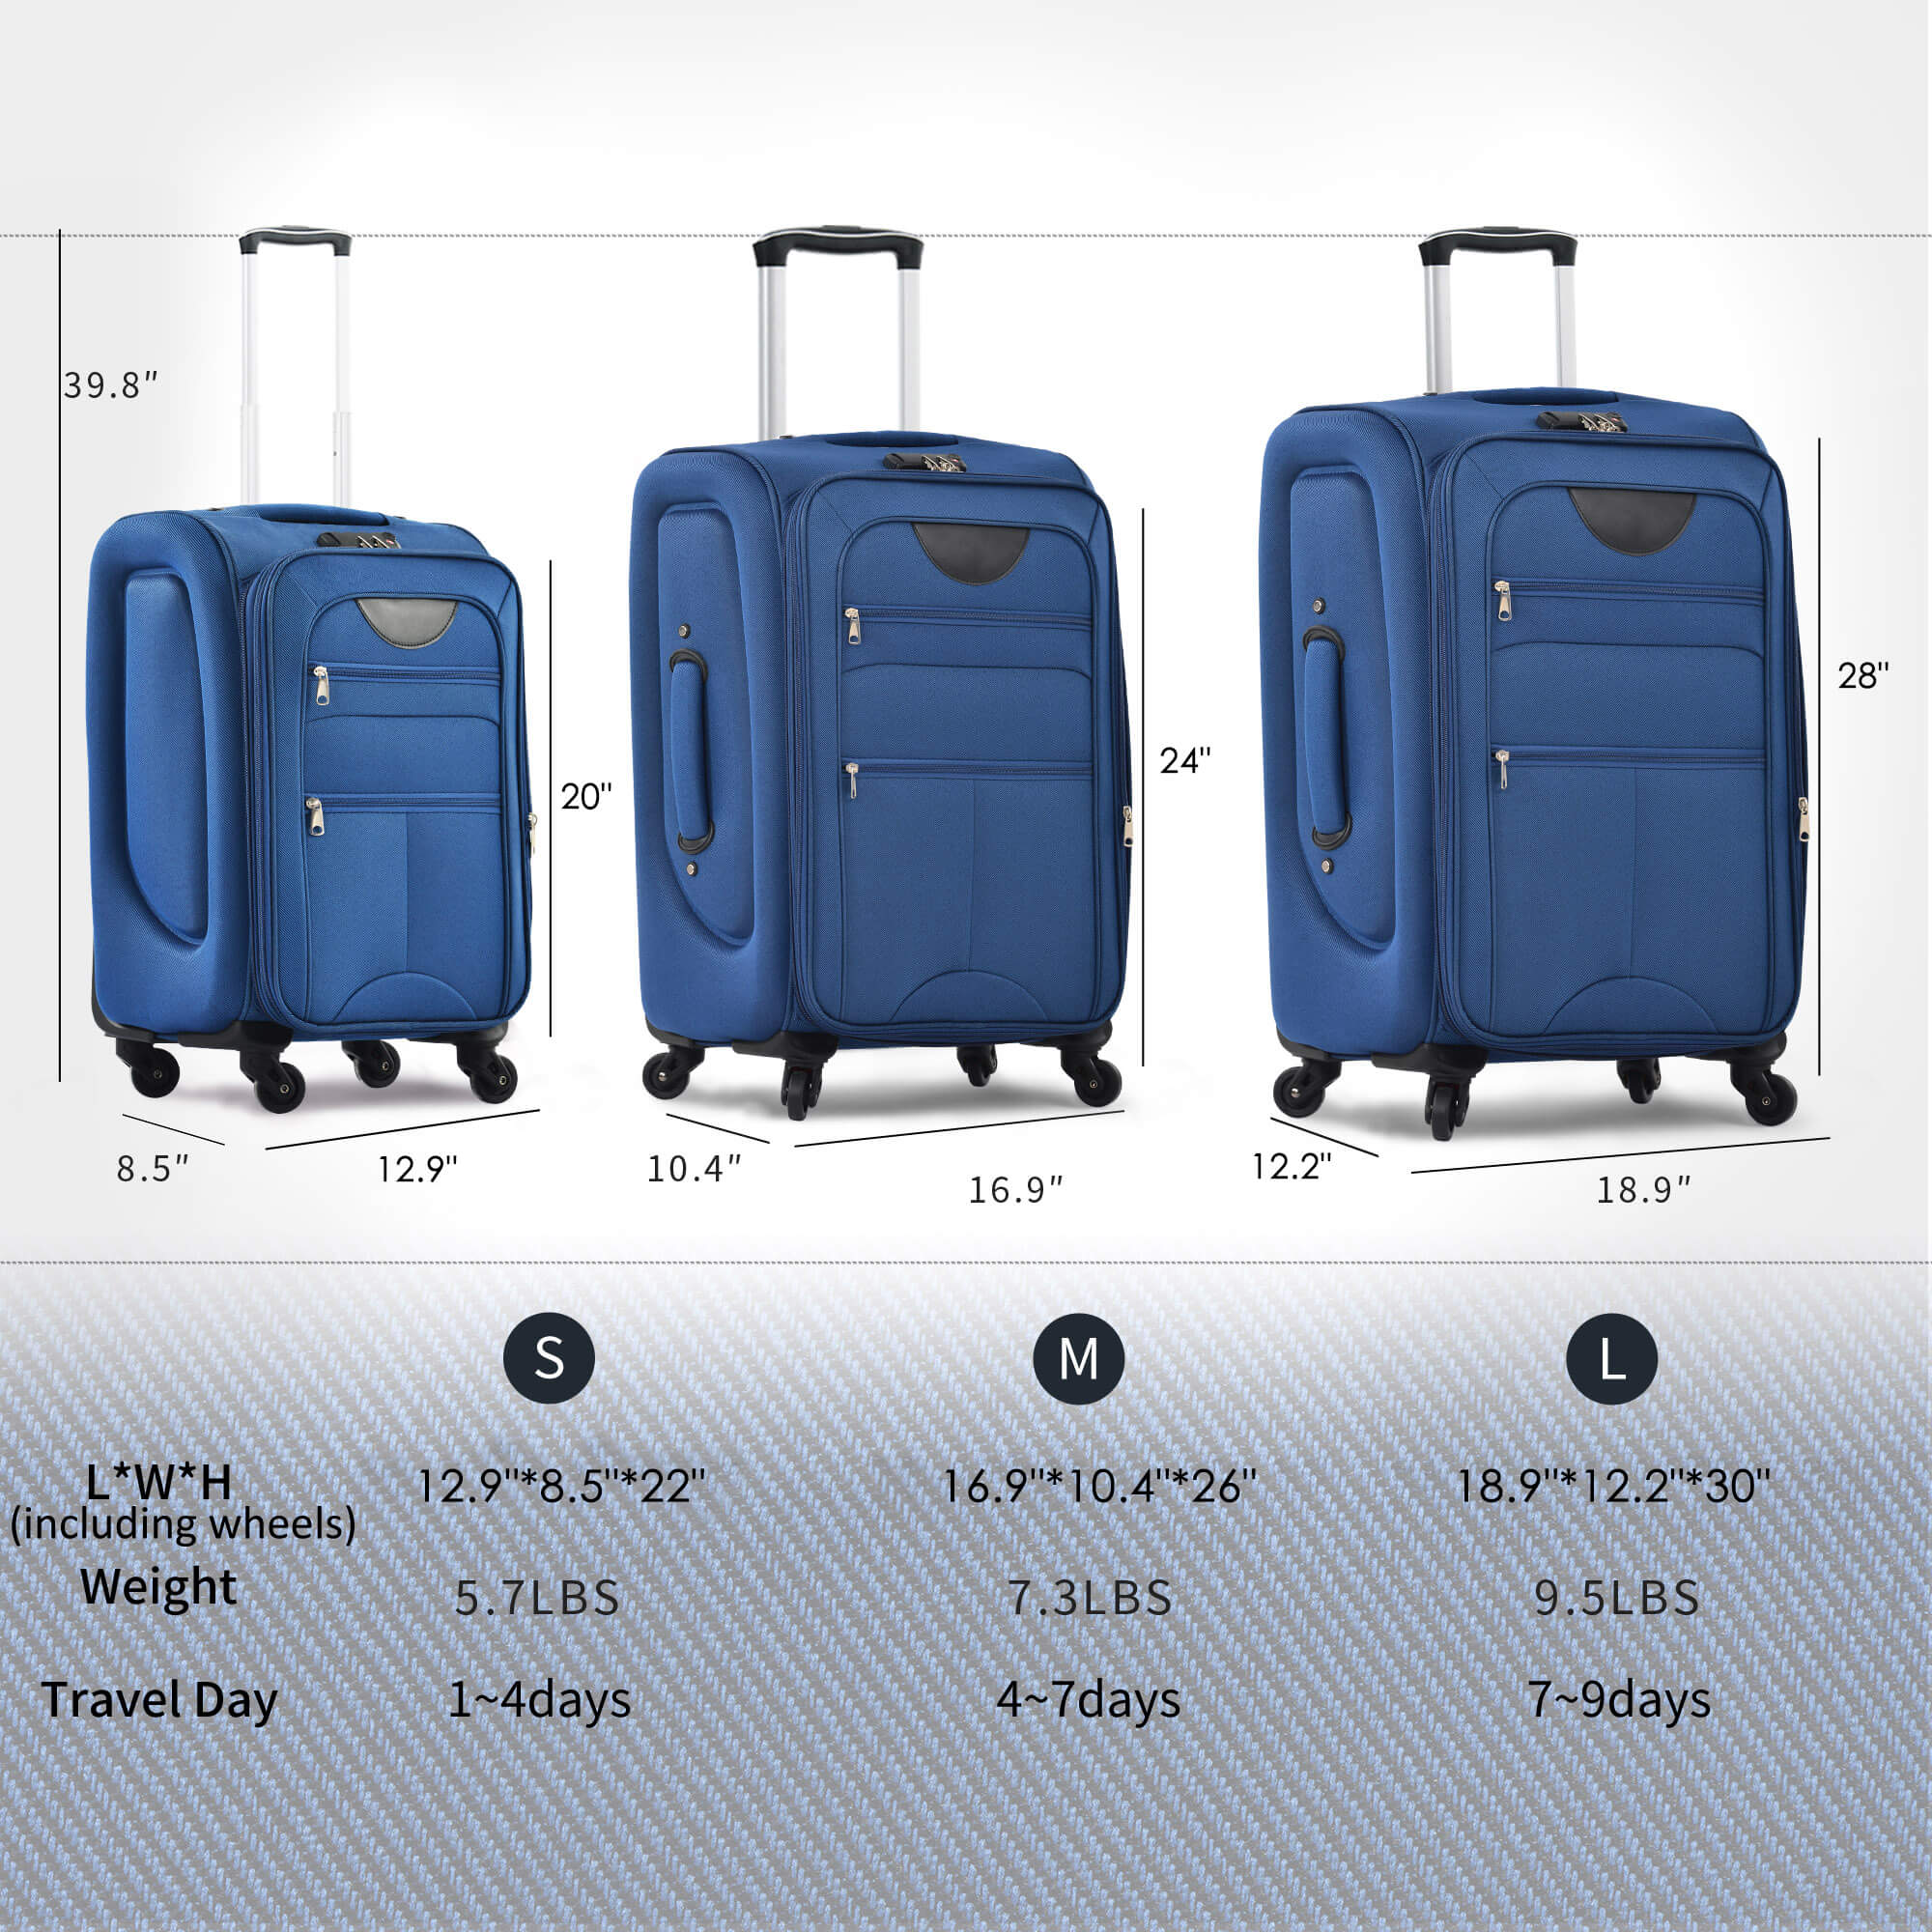 39.8"
20"
24"
28"
8.5"
12.9"
10.4"
16.9"
12.2"
18.9"
S
M
L
L*W*H
12.9"*8.5"*22"
16.9"*10.4"*26"
18.9"*12.2"*30"
(including wheels)
Weight
5.7LBS
7.3LBS
9.5LBS
Travel Day
1~4days
4~7days
7~9days